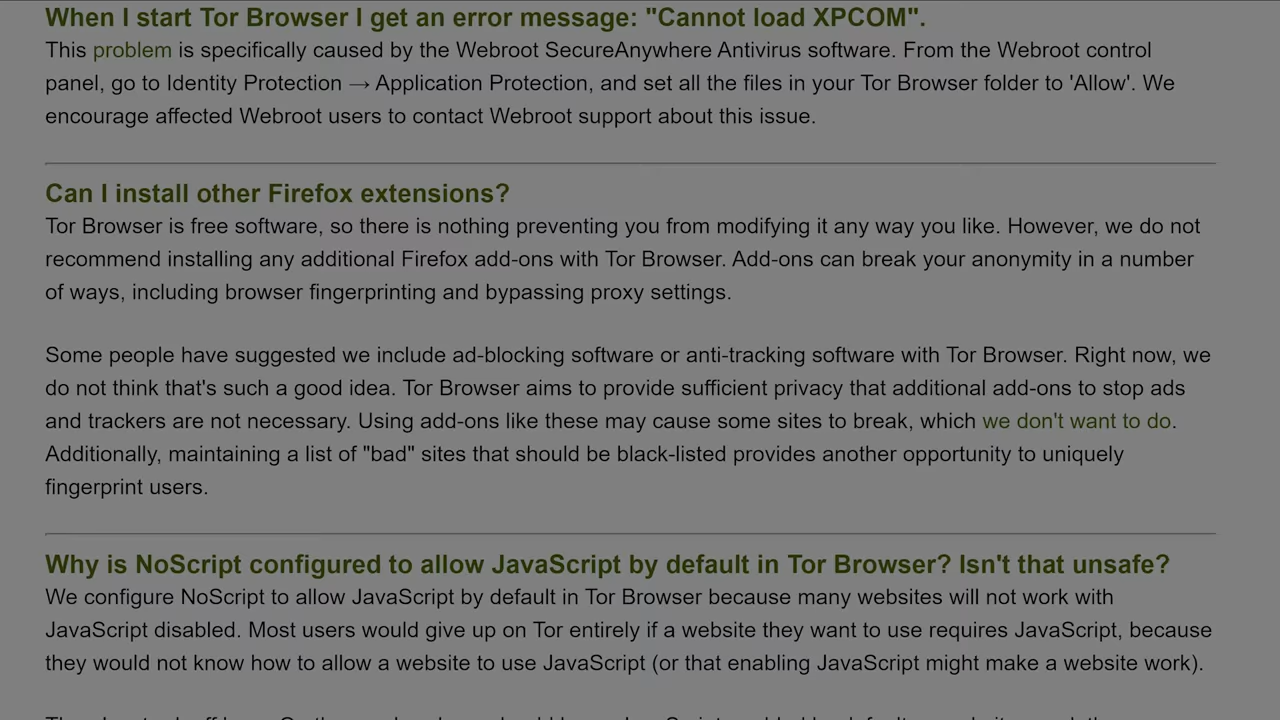 When I start Tor Browser I get an error message: "Cannot load XPCOM".
This problem is specifically caused by the Webroot SecureAnywhere Antivirus software. From the Webroot control
panel, go to Identity Protection → Application Protection, and set all the files in your Tor Browser folder to 'Allow'. We
encourage affected Webroot users to contact Webroot support about this issue.
Can I install other Firefox extensions?
Tor Browser is free software, so there is nothing preventing you from modifying it any way you like. However, we do not
recommend installing any additional Firefox add-ons with Tor Browser. Add-ons can break your anonymity in a number
of ways, including browser fingerprinting and bypassing proxy settings.
Some people have suggested we include ad-blocking software or anti-tracking software with Tor Browser. Right now, we
do not think that's such a good idea. Tor Browser aims to provide sufficient privacy that additional add-ons to stop ads
and trackers are not necessary. Using add-ons like these may cause some sites to break, which we don't want to do.
Additionally, maintaining a list of "bad" sites that should be black-listed provides another opportunity to uniquely
fingerprint users.
Why is NoScript configured to allow JavaScript by default in Tor Browser? Isn't that unsafe?
We configure NoScript to allow JavaScript by default in Tor Browser because many websites will not work with
JavaScript disabled. Most users would give up on Tor entirely if a website they want to use requires JavaScript, because
they would not know how to allow a website to use JavaScript (or that enabling JavaScript might make a website work).